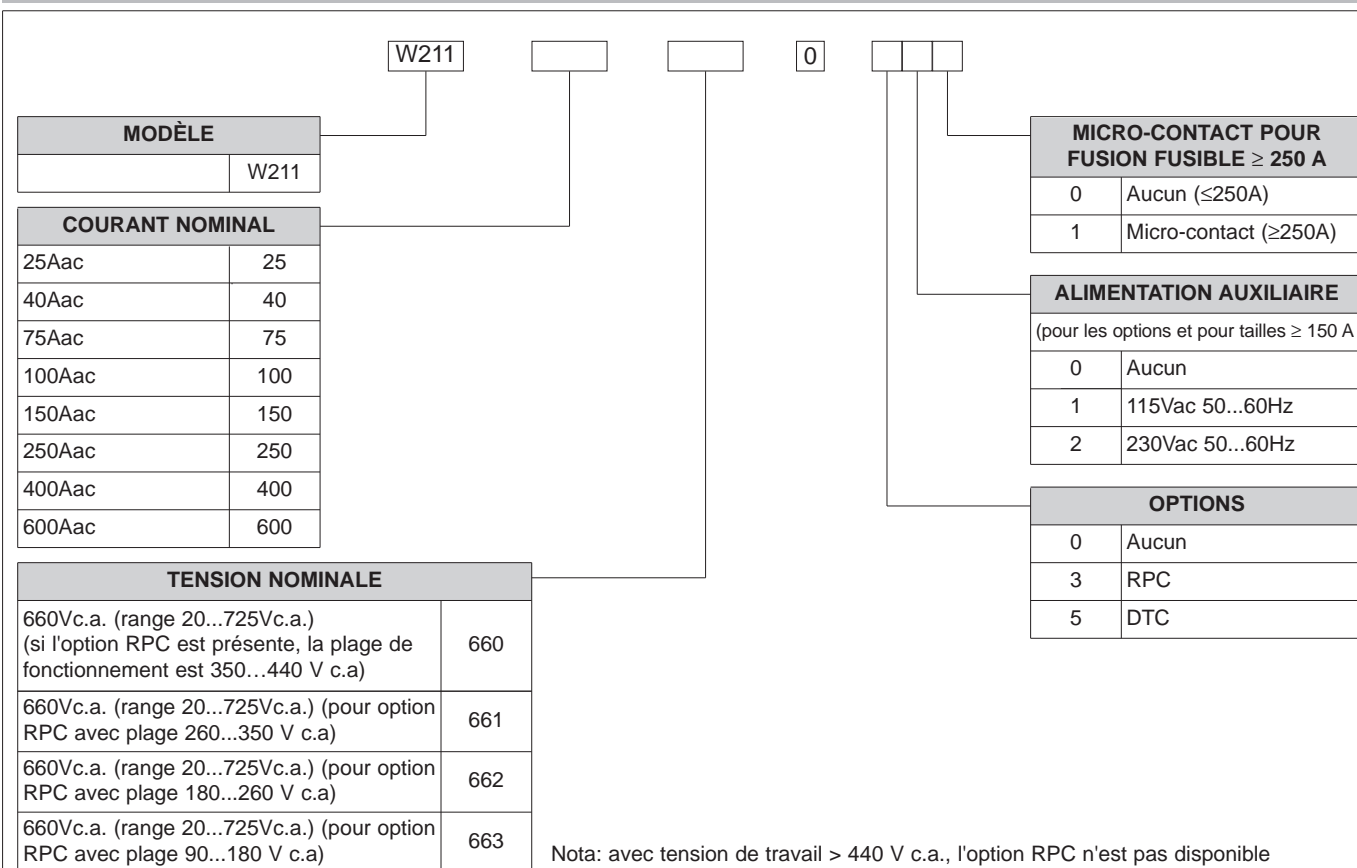 W211 0
MODÈLE
W211
COURANT NOMINAL
25Aac 25
40Aac 40
75Aac 75
100Aac 100
150Aac 150
250Aac 250
400Aac 400
600Aac 600
TENSION NOMINALE
660Vc.a. (range 20...725Vc.a.)
(si l'option RPC est présente, la plage de
fonctionnement est 350…440 V c.a)
660
660Vc.a. (range 20...725Vc.a.) (pour option
RPC avec plage 260...350 V c.a)
661
660Vc.a. (range 20...725Vc.a.) (pour option
RPC avec plage 180...260 V c.a)
662
660Vc.a. (range 20...725Vc.a.) (pour option
RPC avec plage 90...180 V c.a)
663
MICRO-CONTACT POUR
FUSION FUSIBLE ≥ 250 A
0 Aucun (≤250A)
1 Micro-contact (≥250A)
ALIMENTATION AUXILIAIRE
(pour les options et pour tailles ≥ 150 A
0 Aucun
1 115Vac 50...60Hz
2 230Vac 50...60Hz
OPTIONS
0 Aucun
3 RPC
5 DTC
Nota: avec tension de travail > 440 V c.a., l'option RPC n'est pas disponible